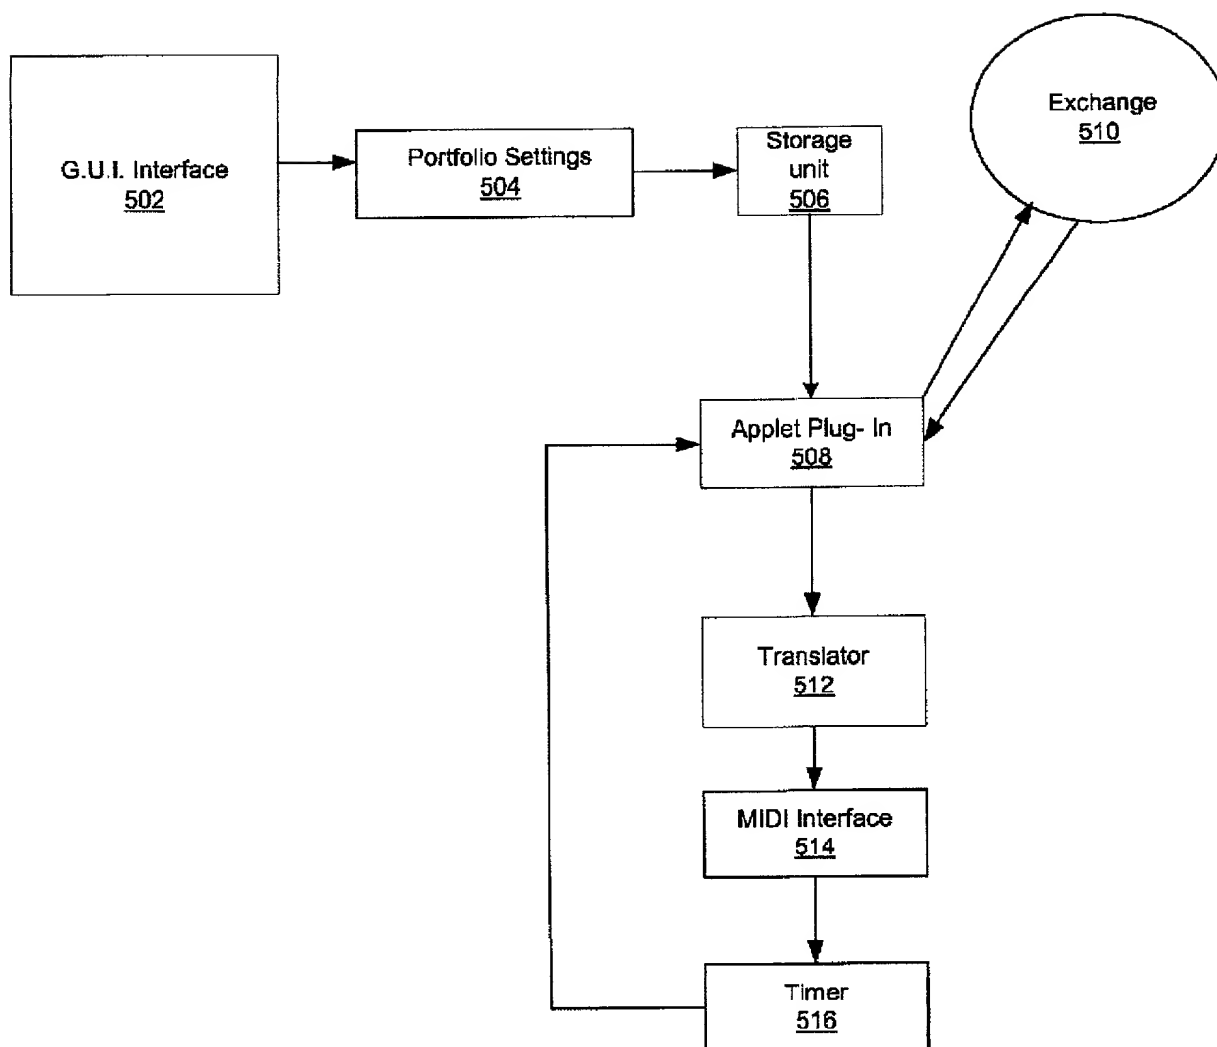 G.U.I. Interface
502
Portfolio Settings
504
Storage
unit
506
Exchange
510
Applet Plug- In
508
Translator
512
MIDI Interface
514
Timer
516